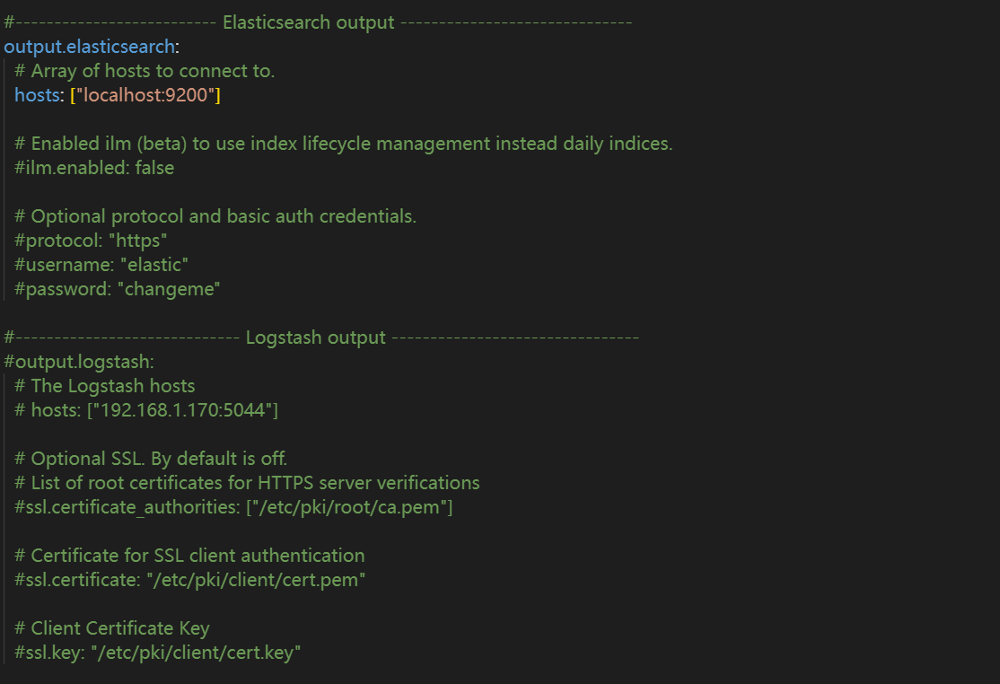 #-------------------------- Elasticsearch output ------------------------------
output.elasticsearch:
  # Array of hosts to connect to.
  hosts: ["localhost:9200"]

  # Enabled ilm (beta) to use index lifecycle management instead daily indices.
  #ilm.enabled: false

  # Optional protocol and basic auth credentials.
  #protocol: "https"
  #username: "elastic"
  #password: "changeme"

#----------------------------- Logstash output --------------------------------
#output.logstash:
  # The Logstash hosts
  # hosts: ["192.168.1.170:5044"]

  # Optional SSL. By default is off.
  # List of root certificates for HTTPS server verifications
  #ssl.certificate_authorities: ["/etc/pki/root/ca.pem"]

  # Certificate for SSL client authentication
  #ssl.certificate: "/etc/pki/client/cert.pem"

  # Client Certificate Key
  #ssl.key: "/etc/pki/client/cert.key"